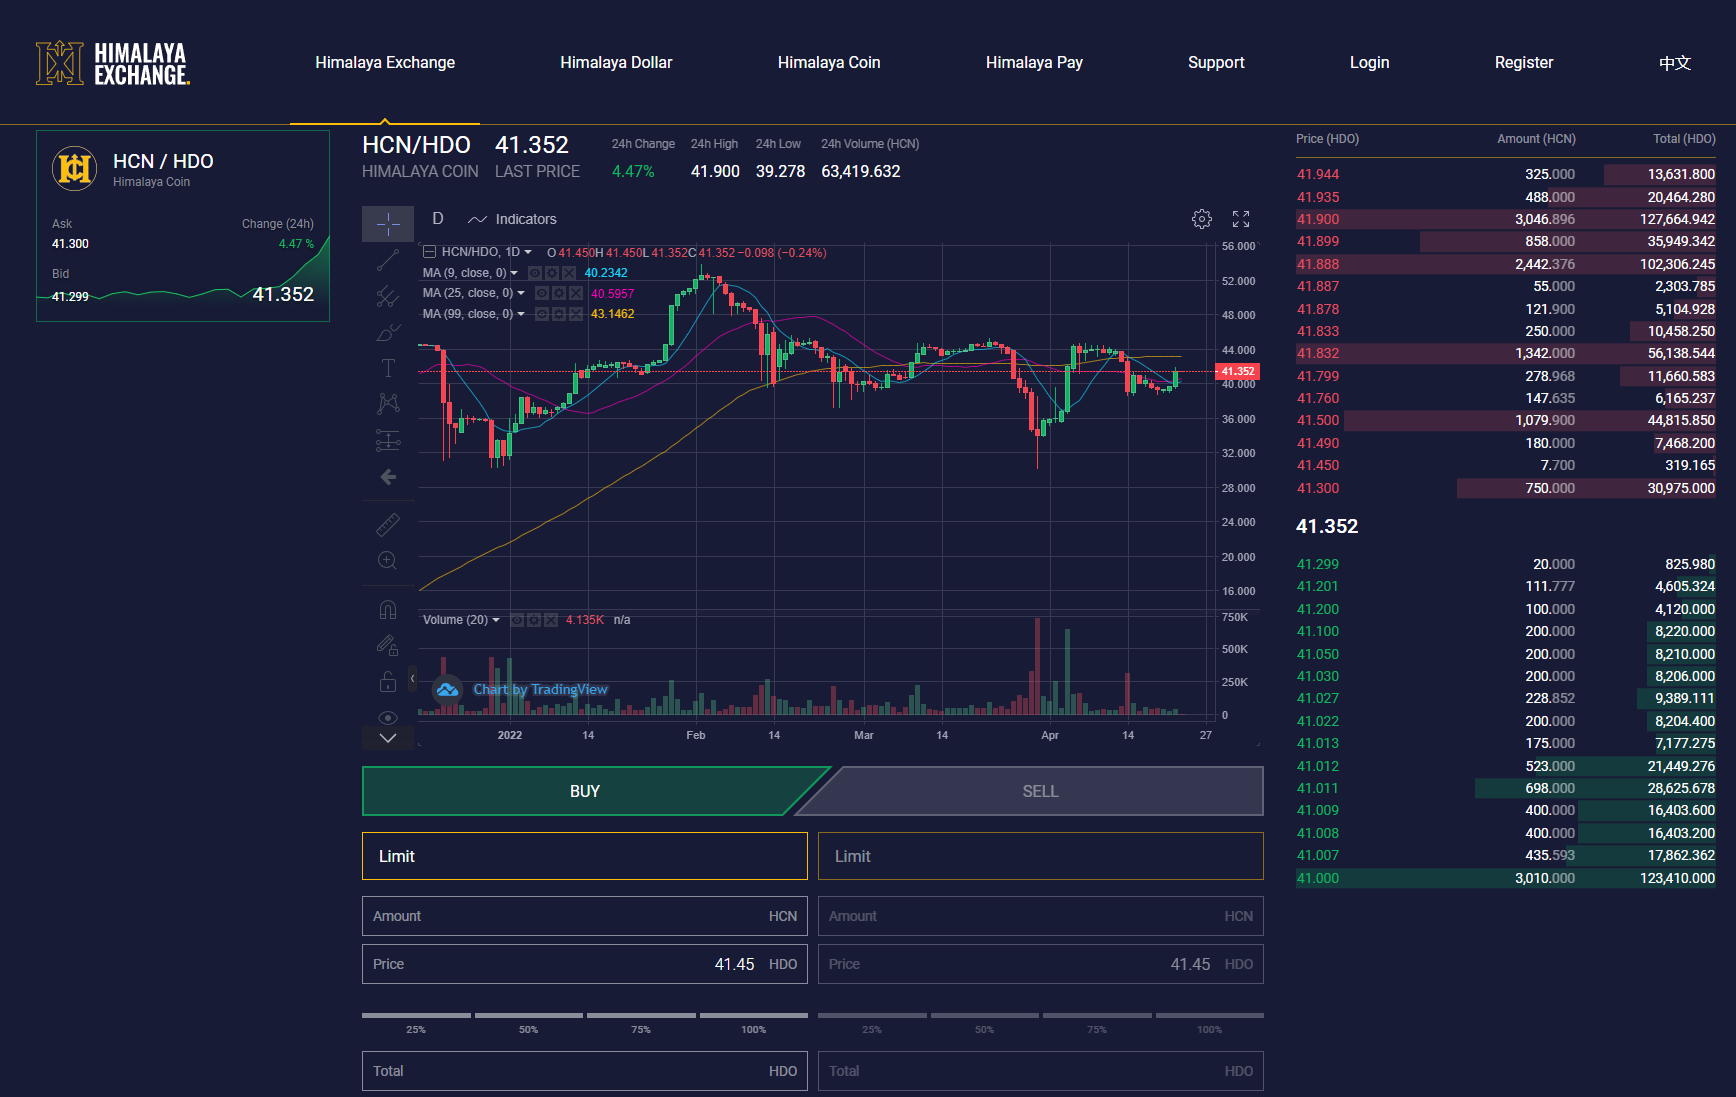 HIMALAYA
EXCHANGE.
Himalaya Exchange
Himalaya Dollar
Himalaya Coin
Himalaya Pay
Support
Login
Register
中文
HCN / HDO
Himalaya Coin
Ask
Change (24h)
41.300
4.47 %
Bid
41.299
41.352
HCN/HDO
HIMALAYA COIN
41.352
LAST PRICE
24h Change
4.47%
24h High
41.900
24h Low
39.278
24h Volume (HCN)
63,419.632
D
Indicators
HCN/HDO, 1D O41.450 H41.450 L41.352 C41.352 −0.098 (−0.24%)
MA (9, close, 0) 40.2342
MA (25, close, 0) 40.5957
MA (99, close, 0) 43.1462
56.000
52.000
48.000
44.000
41.352
40.000
36.000
32.000
28.000
24.000
20.000
16.000
Volume (20) 4.135K n/a
750K
500K
250K
0
Chart by TradingView
2022 14 Feb 14 Mar 14 Apr 14 27
BUY
SELL
Limit
Limit
Amount HCN
Amount HCN
Price 41.45 HDO
Price 41.45 HDO
25% 50% 75% 100%
25% 50% 75% 100%
Total HDO
Total HDO
Price (HDO) Amount (HCN) Total (HDO)
41.944 325.000 13,631.800
41.935 488.000 20,464.280
41.900 3,046.896 127,664.942
41.899 858.000 35,949.342
41.888 2,442.376 102,306.245
41.887 55.000 2,303.785
41.878 121.900 5,104.928
41.833 250.000 10,458.250
41.832 1,342.000 56,138.544
41.799 278.968 11,660.583
41.760 147.635 6,165.237
41.500 1,079.900 44,815.850
41.490 180.000 7,468.200
41.450 7.700 319.165
41.300 750.000 30,975.000
41.352
41.299 20.000 825.980
41.201 111.777 4,605.324
41.200 100.000 4,120.000
41.100 200.000 8,220.000
41.050 200.000 8,210.000
41.030 200.000 8,206.000
41.027 228.852 9,389.111
41.022 200.000 8,204.400
41.013 175.000 7,177.275
41.012 523.000 21,449.276
41.011 698.000 28,625.678
41.009 400.000 16,403.600
41.008 400.000 16,403.200
41.007 435.593 17,862.362
41.000 3,010.000 123,410.000